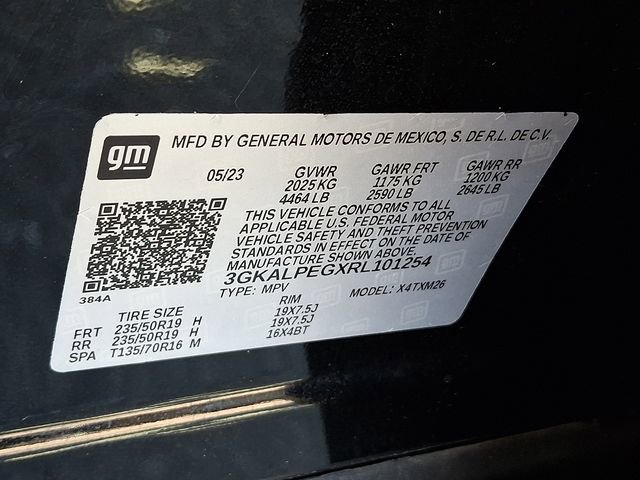 gm MFD BY GENERAL MOTORS DE MEXICO, S. DE R.L. DE C.V.
05/23 GVWR GAWR FRT GAWR RR
2025 KG 1175 KG 1200 KG
4464 LB 2590 LB 2645 LB
THIS VEHICLE CONFORMS TO ALL
APPLICABLE U.S. FEDERAL MOTOR
VEHICLE SAFETY AND THEFT PREVENTION
STANDARDS IN EFFECT ON THE DATE OF
MANUFACTURE SHOWN ABOVE.
3GKALPEGXRL101254
384A
TYPE: MPV MODEL: X4TXM26
TIRE SIZE RIM
FRT 235/50R19 H 19X7.5J
RR 235/50R19 H 19X7.5J
SPA T135/70R16 M 16X4BT